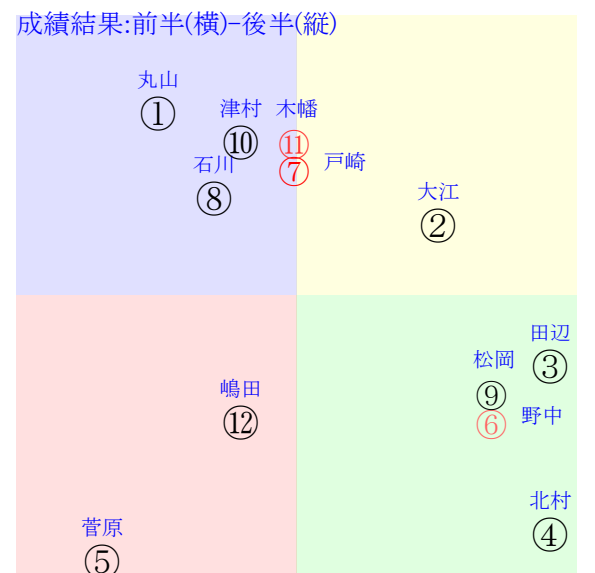 成績結果:前半(横)-後半(縦)
丸山
①
津村
⑩
木幡
⑪
⑦
戸崎
石川
⑧
大江
②
田辺
③
松岡
⑨
⑥
野中
嶋田
⑫
北村
④
菅原
⑤